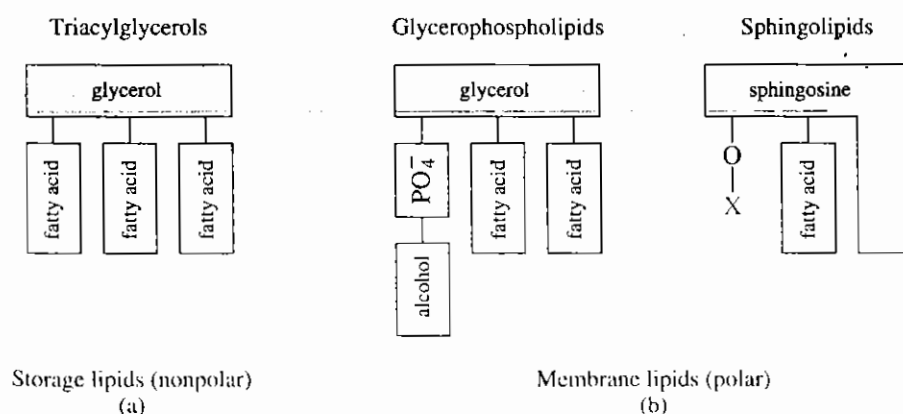 Triacylglycerols
glycerol
fatty acid
fatty acid
fatty acid
Storage lipids (nonpolar)
(a)
Glycerophospholipids
glycerol
PO₄⁻
alcohol
fatty acid
fatty acid
Sphingolipids
sphingosine
O
X
fatty acid
Membrane lipids (polar)
(b)